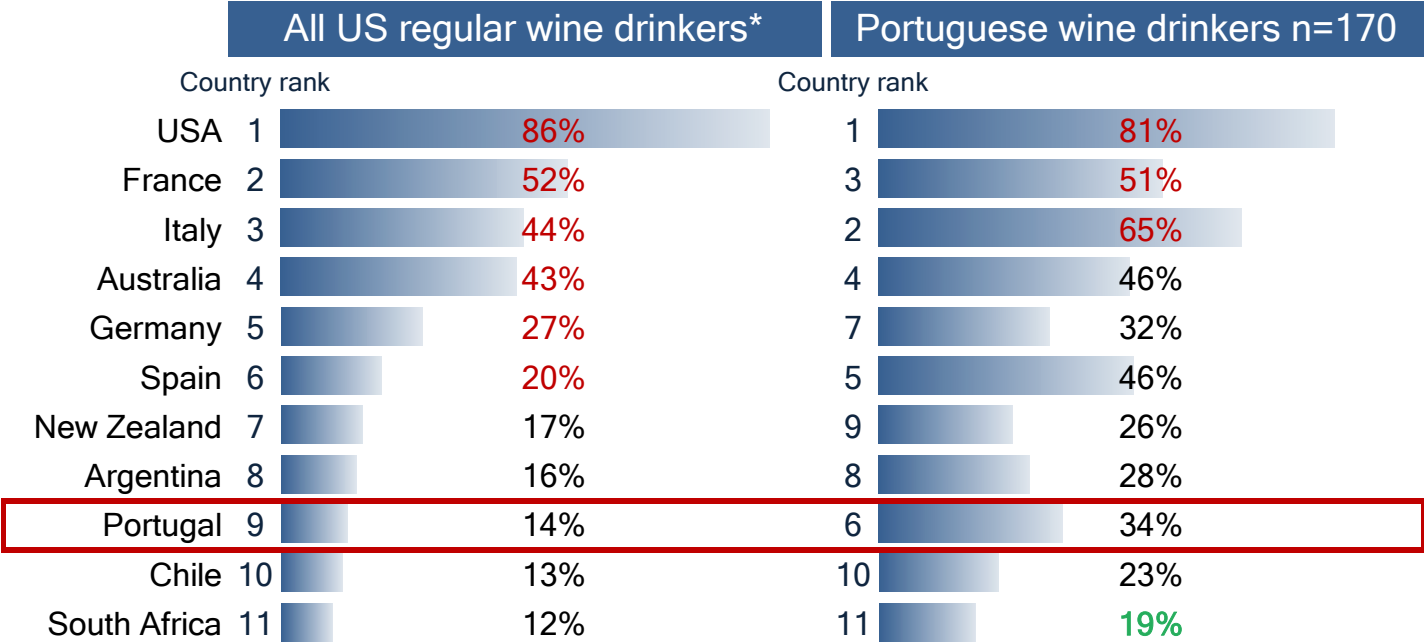 All US regular wine drinkers* Portuguese wine drinkers n=170
Country rank Country rank
USA 1 86% 1 81%
France 2 52% 3 51%
Italy 3 44% 2 65%
Australia 4 43% 4 46%
Germany 5 27% 7 32%
Spain 6 20% 5 46%
New Zealand 7 17% 9 26%
Argentina 8 16% 8 28%
Portugal 9 14% 6 34%
Chile 10 13% 10 23%
South Africa 11 12% 11 19%